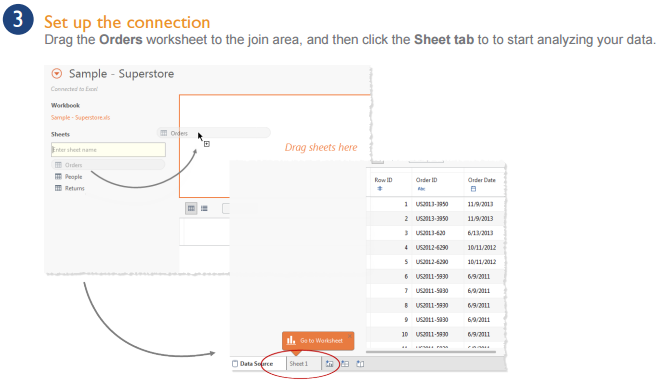 3 Set up the connection
Drag the Orders worksheet to the join area, and then click the Sheet tab to to start analyzing your data.
Sample - Superstore
Connected to Excel
Workbook
Sample - Superstore.xls
Sheets
Orders
Enter sheet name
Drag sheets here
Orders
People
Returns
Row ID Order ID Order Date
# Abc
1 US2013-3950 11/9/2013
2 US2013-3950 11/9/2013
3 US2013-620 6/13/2013
4 US2012-6290 10/11/2012
5 US2012-6290 10/11/2012
6 US2011-5930 6/9/2011
7 US2011-5930 6/9/2011
8 US2011-5930 6/9/2011
9 US2011-5930 6/9/2011
10 US2011-5930 6/9/2011
Go to Worksheet
Data Source Sheet 1